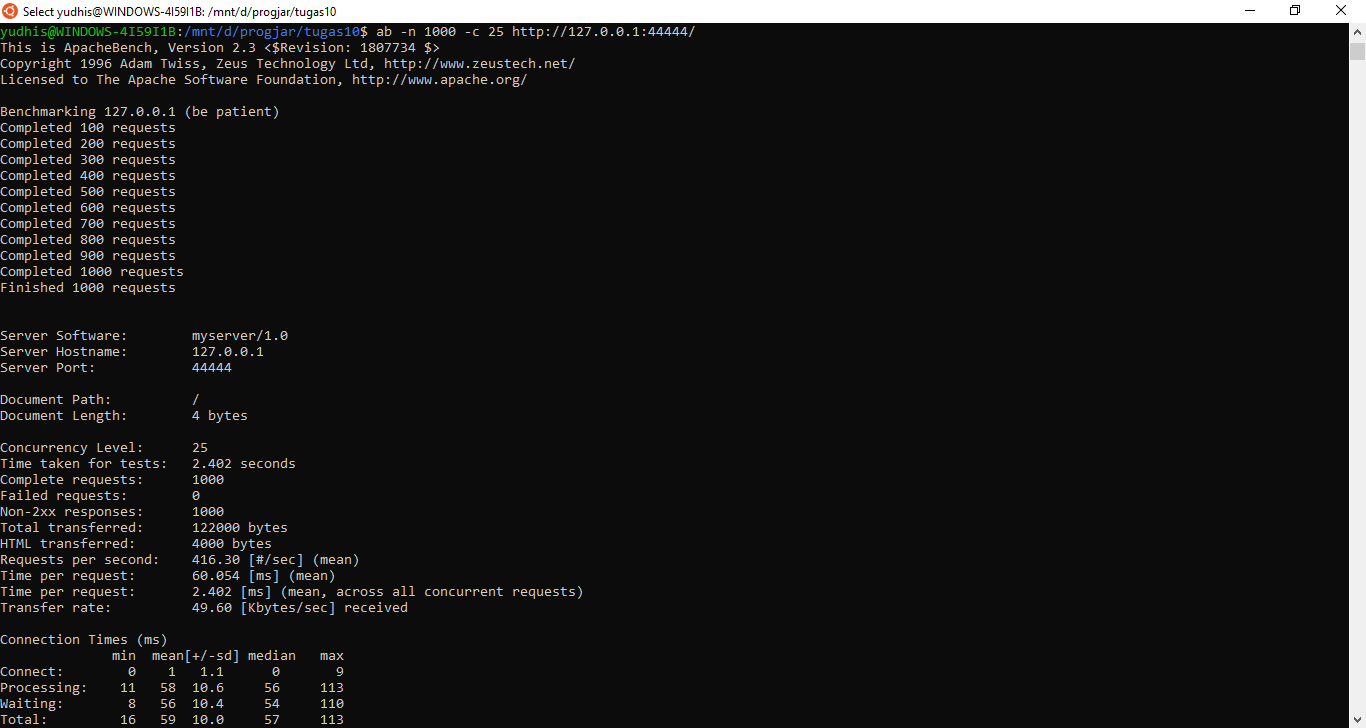 Select yudhis@WINDOWS-4I59I1B: /mnt/d/progjar/tugas10
yudhis@WINDOWS-4I59I1B:/mnt/d/progjar/tugas10$ ab -n 1000 -c 25 http://127.0.0.1:44444/
This is ApacheBench, Version 2.3 <$Revision: 1807734 $>
Copyright 1996 Adam Twiss, Zeus Technology Ltd, http://www.zeustech.net/
Licensed to The Apache Software Foundation, http://www.apache.org/

Benchmarking 127.0.0.1 (be patient)
Completed 100 requests
Completed 200 requests
Completed 300 requests
Completed 400 requests
Completed 500 requests
Completed 600 requests
Completed 700 requests
Completed 800 requests
Completed 900 requests
Completed 1000 requests
Finished 1000 requests


Server Software:        myserver/1.0
Server Hostname:        127.0.0.1
Server Port:            44444

Document Path:          /
Document Length:        4 bytes

Concurrency Level:      25
Time taken for tests:   2.402 seconds
Complete requests:      1000
Failed requests:        0
Non-2xx responses:      1000
Total transferred:      122000 bytes
HTML transferred:       4000 bytes
Requests per second:    416.30 [#/sec] (mean)
Time per request:       60.054 [ms] (mean)
Time per request:       2.402 [ms] (mean, across all concurrent requests)
Transfer rate:          49.60 [Kbytes/sec] received

Connection Times (ms)
              min  mean[+/-sd] median   max
Connect:        0    1   1.1      0       9
Processing:    11   58  10.6     56     113
Waiting:        8   56  10.4     54     110
Total:         16   59  10.0     57     113